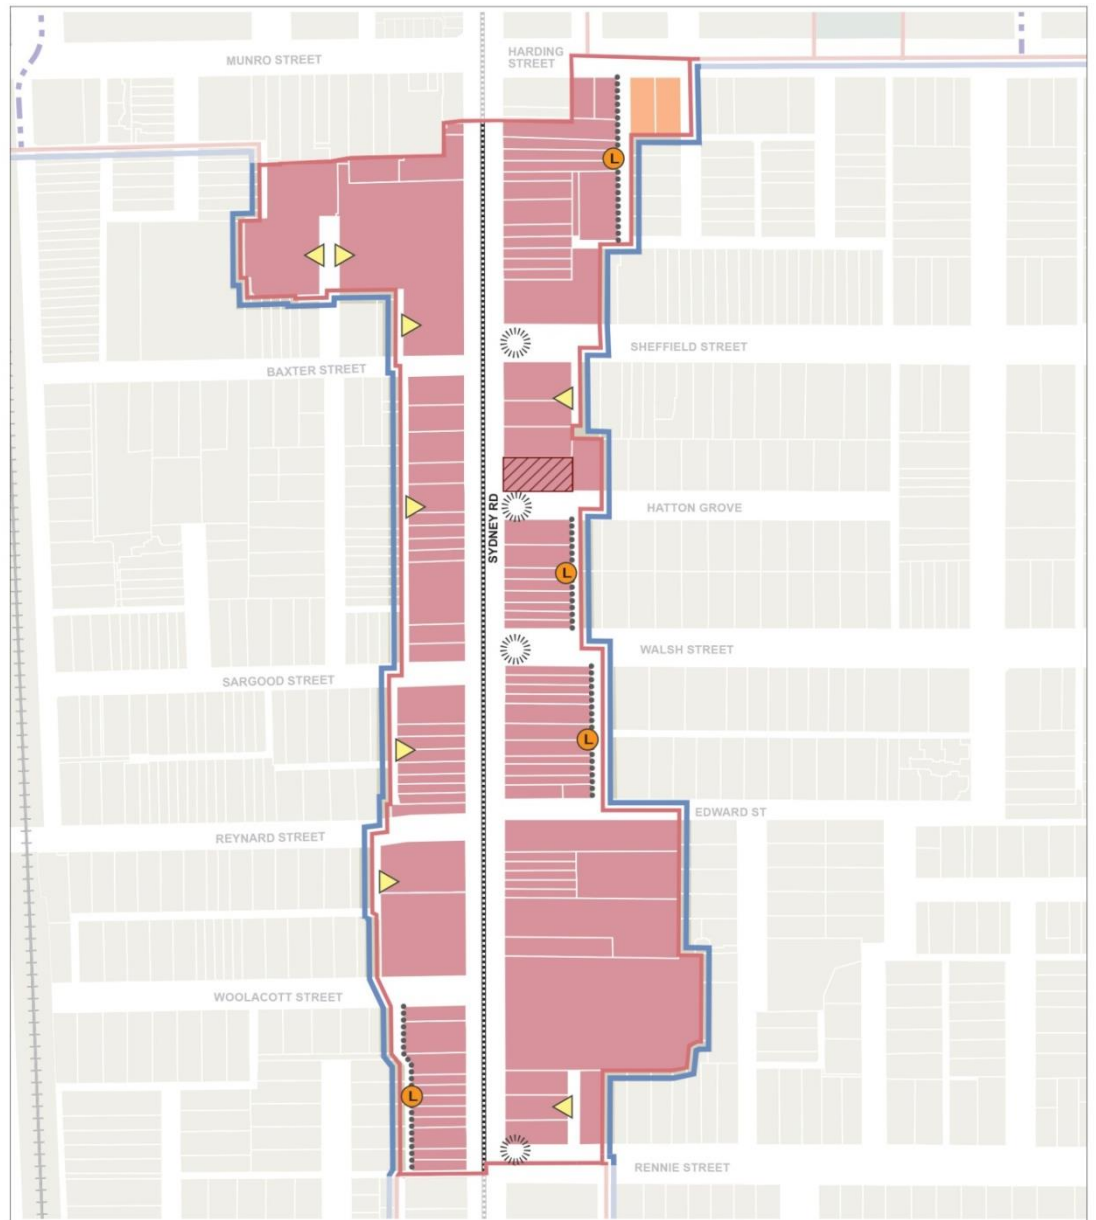 MUNRO STREET
HARDING
STREET
L
SHEFFIELD STREET
BAXTER STREET
SYDNEY RD
HATTON GROVE
L
WALSH STREET
SARGOOD STREET
L
EDWARD ST
REYNARD STREET
WOOLACOTT STREET
L
RENNIE STREET